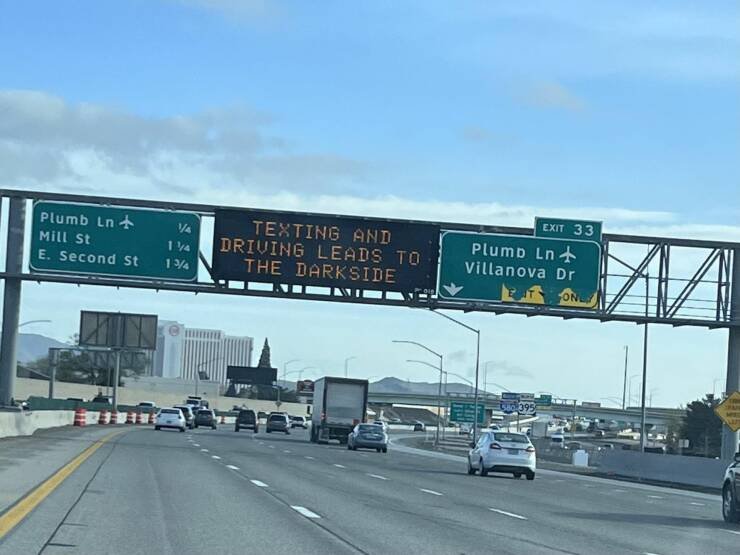 Plumb Ln
1/4
Mill St
1 1/4
E. Second St
1 3/4
TEXTING AND
DRIVING LEADS TO
THE DARKSIDE
EXIT 33
Plumb Ln
Villanova Dr
ONLY
580
395